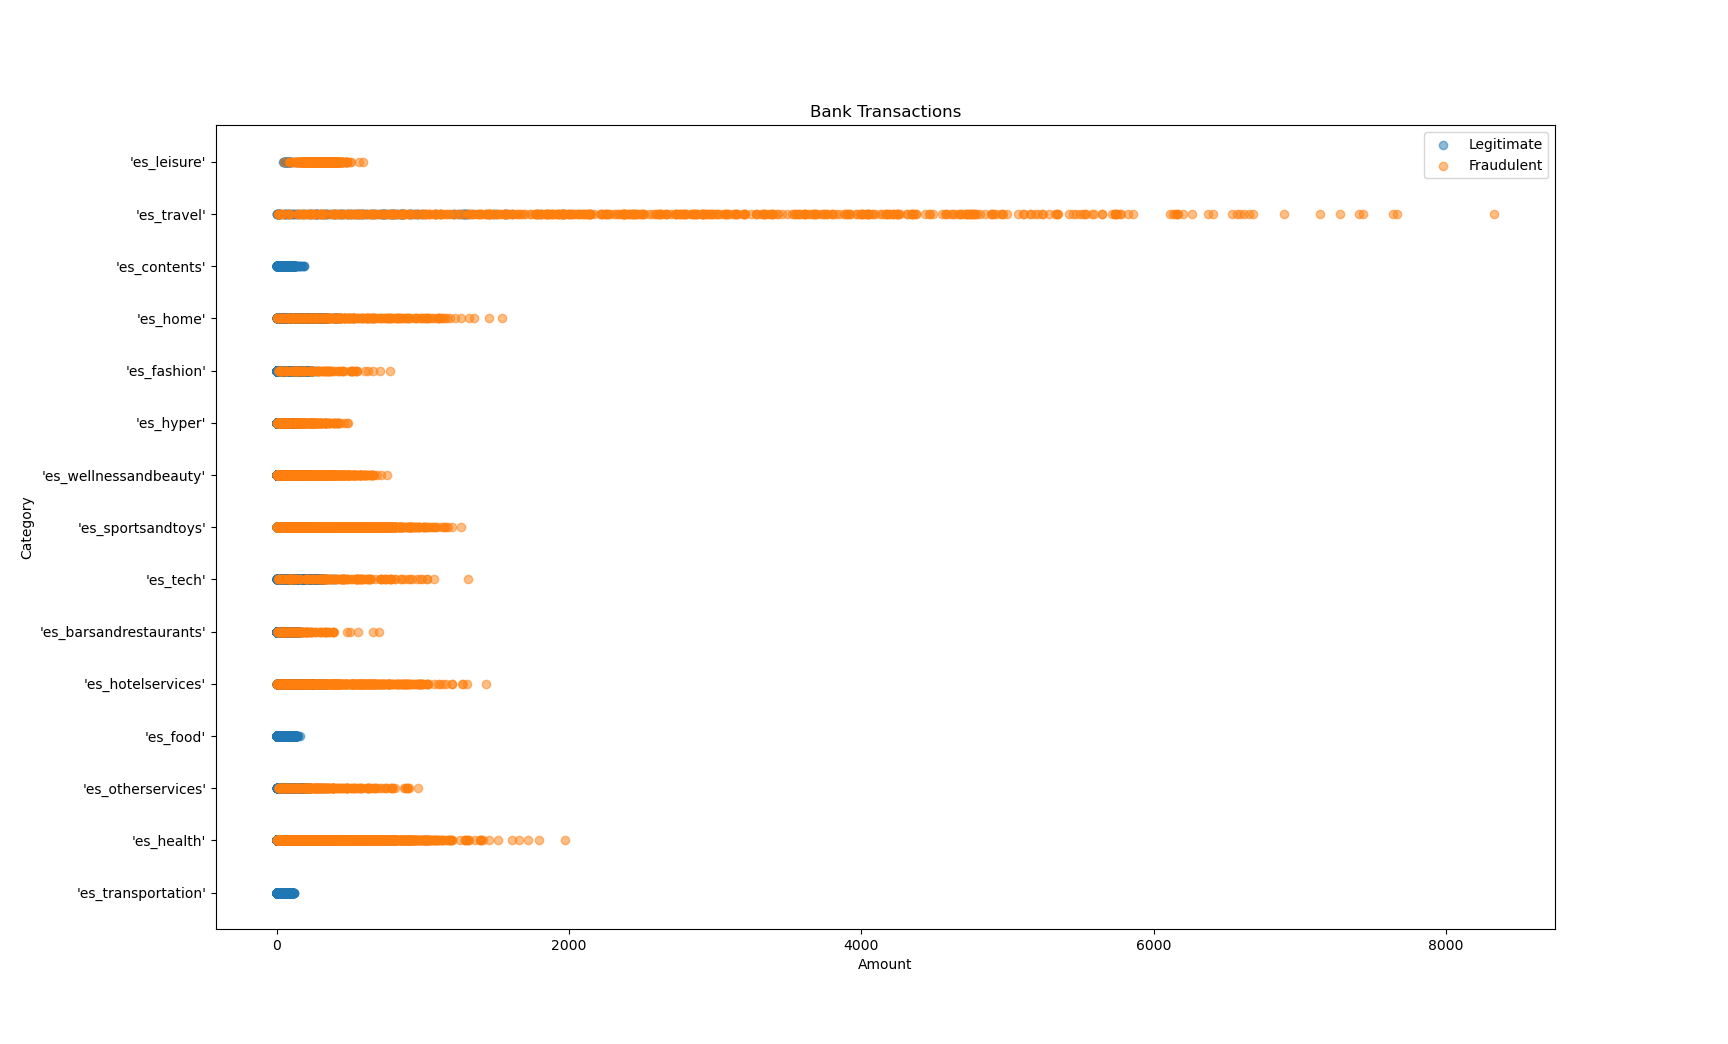 Bank Transactions
Legitimate
Fraudulent
'es_leisure'
'es_travel'
'es_contents'
'es_home'
'es_fashion'
'es_hyper'
'es_wellnessandbeauty'
'es_sportsandtoys'
'es_tech'
'es_barsandrestaurants'
'es_hotelservices'
'es_food'
'es_otherservices'
'es_health'
'es_transportation'
Category
0 2000 4000 6000 8000
Amount